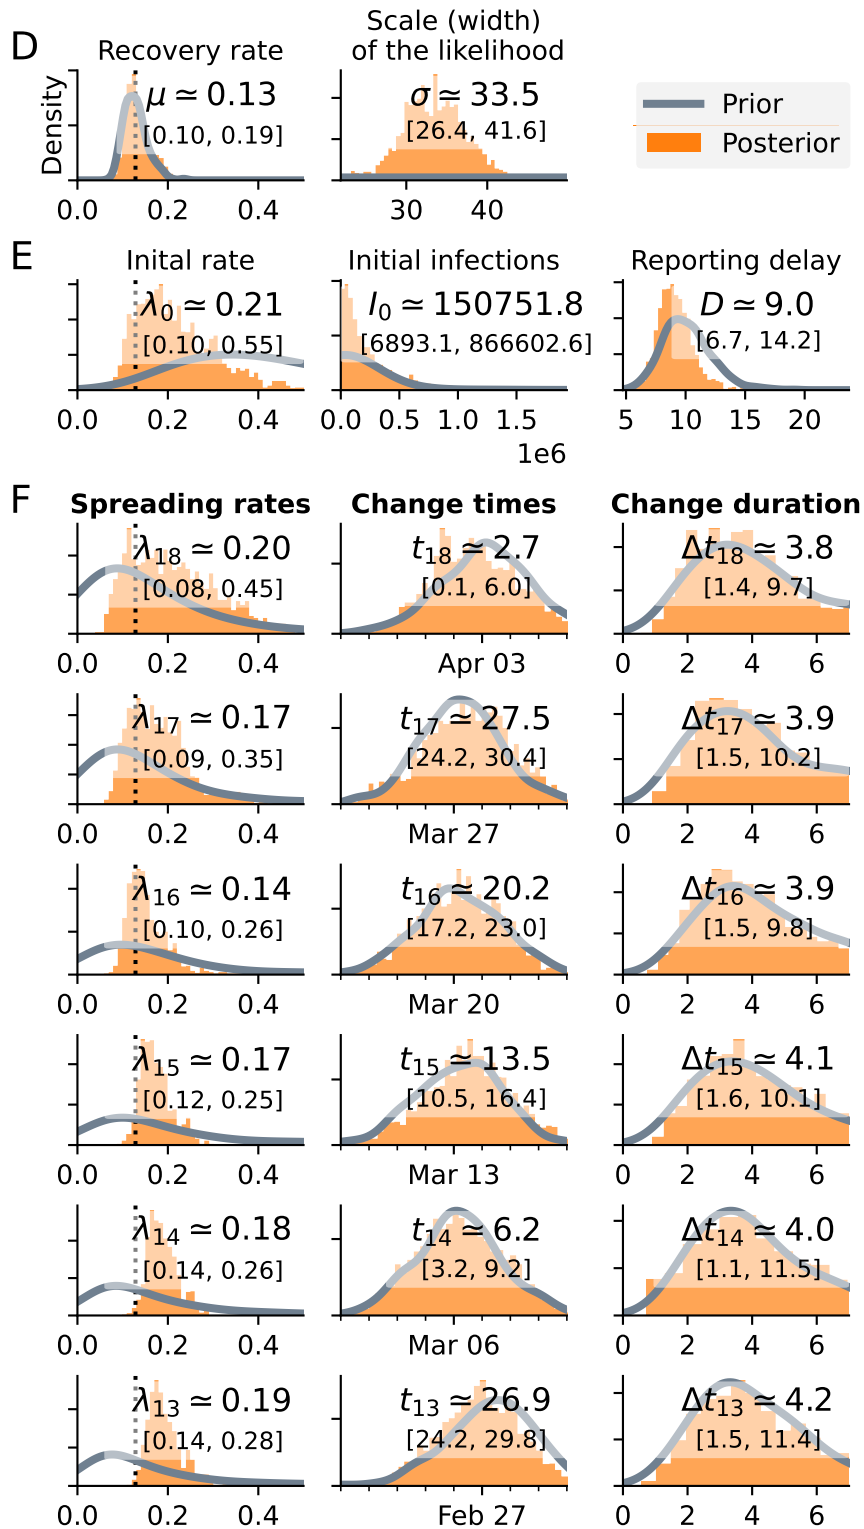 D
Recovery rate
Density
μ ≃ 0.13
[0.10, 0.19]
0.0 0.2 0.4
Scale (width)
of the likelihood
σ ≃ 33.5
[26.4, 41.6]
30 40
Prior
Posterior
E
Inital rate
λ0 ≃ 0.21
[0.10, 0.55]
0.0 0.2 0.4
Initial infections
I0 ≃ 150751.8
[6893.1, 866602.6]
0.0 0.5 1.0 1.5
1e6
Reporting delay
D ≃ 9.0
[6.7, 14.2]
5 10 15 20
F
Spreading rates Change times Change duration
λ18 ≃ 0.20
[0.08, 0.45]
0.0 0.2 0.4
t18 ≃ 2.7
[0.1, 6.0]
Apr 03
Δt18 ≃ 3.8
[1.4, 9.7]
0 2 4 6
λ17 ≃ 0.17
[0.09, 0.35]
0.0 0.2 0.4
t17 ≃ 27.5
[24.2, 30.4]
Mar 27
Δt17 ≃ 3.9
[1.5, 10.2]
0 2 4 6
λ16 ≃ 0.14
[0.10, 0.26]
0.0 0.2 0.4
t16 ≃ 20.2
[17.2, 23.0]
Mar 20
Δt16 ≃ 3.9
[1.5, 9.8]
0 2 4 6
λ15 ≃ 0.17
[0.12, 0.25]
0.0 0.2 0.4
t15 ≃ 13.5
[10.5, 16.4]
Mar 13
Δt15 ≃ 4.1
[1.6, 10.1]
0 2 4 6
λ14 ≃ 0.18
[0.14, 0.26]
0.0 0.2 0.4
t14 ≃ 6.2
[3.2, 9.2]
Mar 06
Δt14 ≃ 4.0
[1.1, 11.5]
0 2 4 6
λ13 ≃ 0.19
[0.14, 0.28]
0.0 0.2 0.4
t13 ≃ 26.9
[24.2, 29.8]
Feb 27
Δt13 ≃ 4.2
[1.5, 11.4]
0 2 4 6